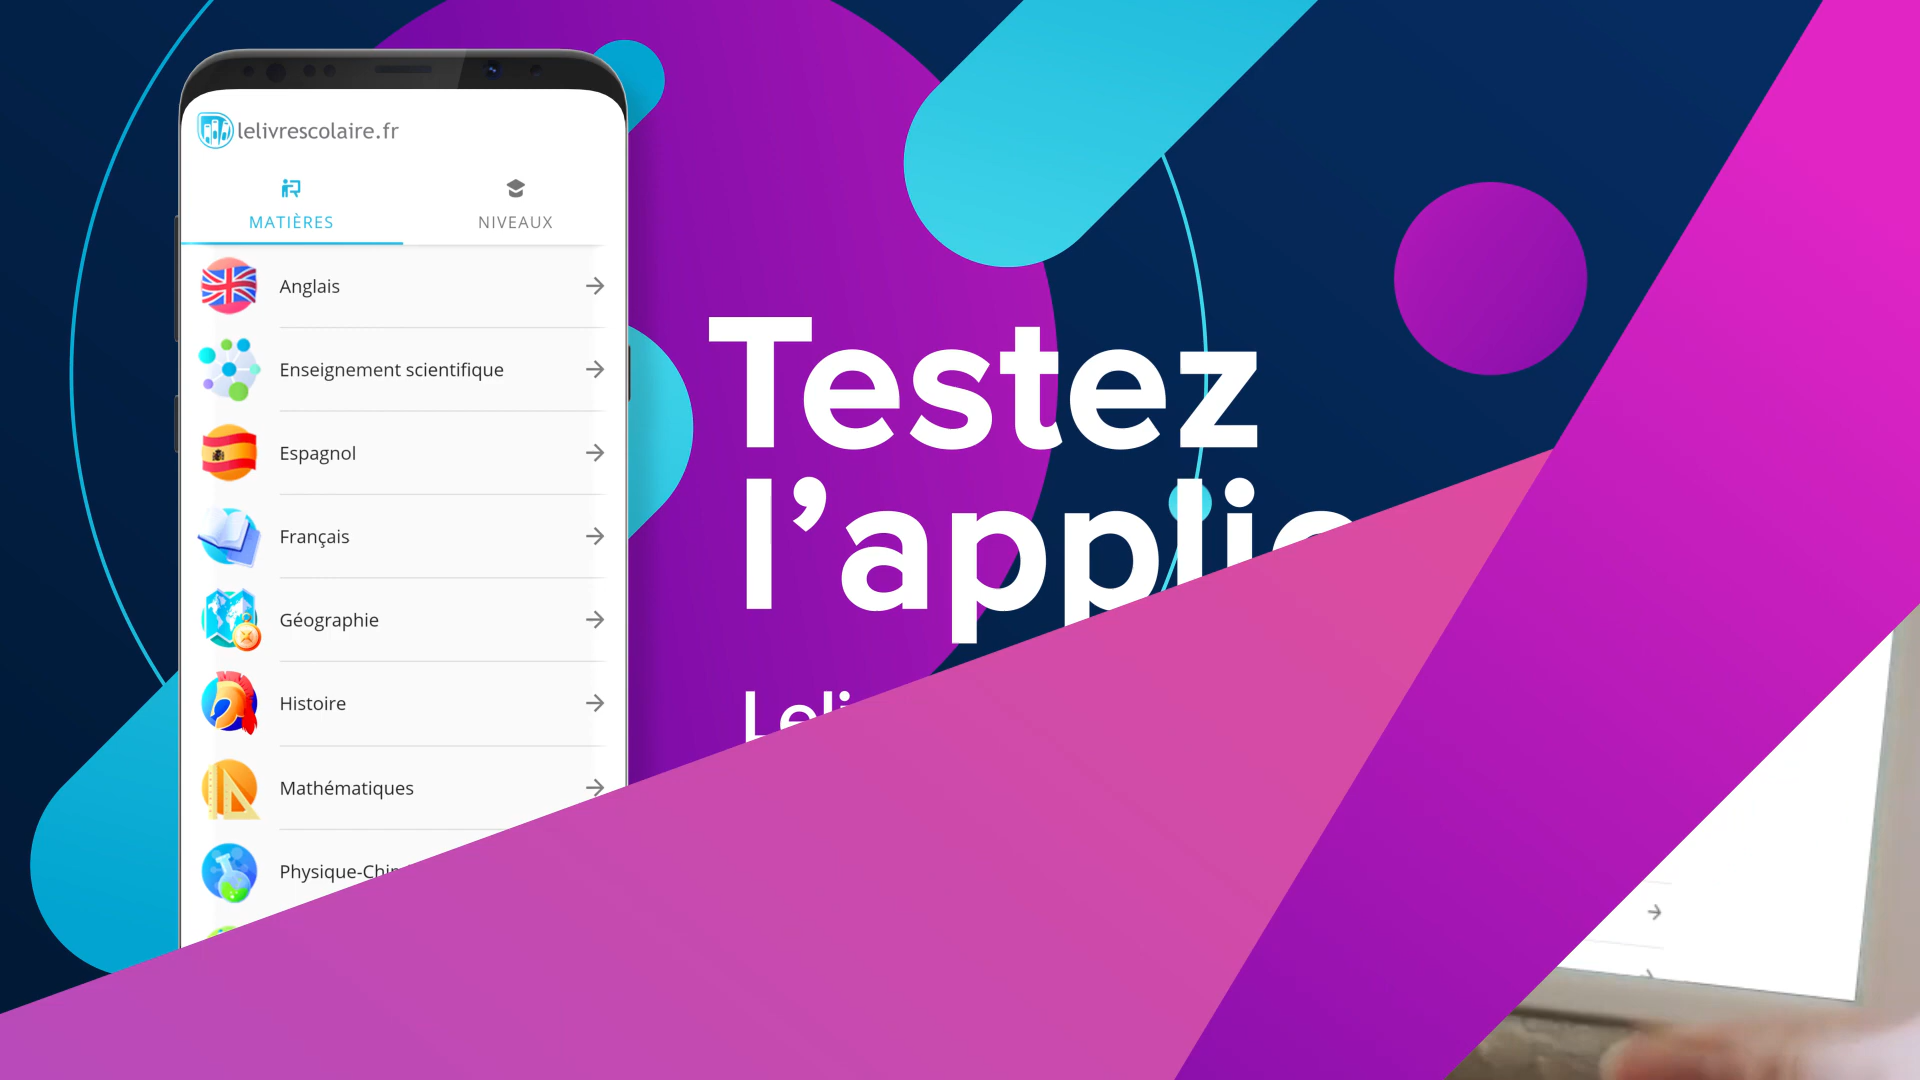 lelivrescolaire.fr
MATIÈRES
NIVEAUX
Anglais
Enseignement scientifique
Espagnol
Français
Géographie
Histoire
Mathématiques
Testez